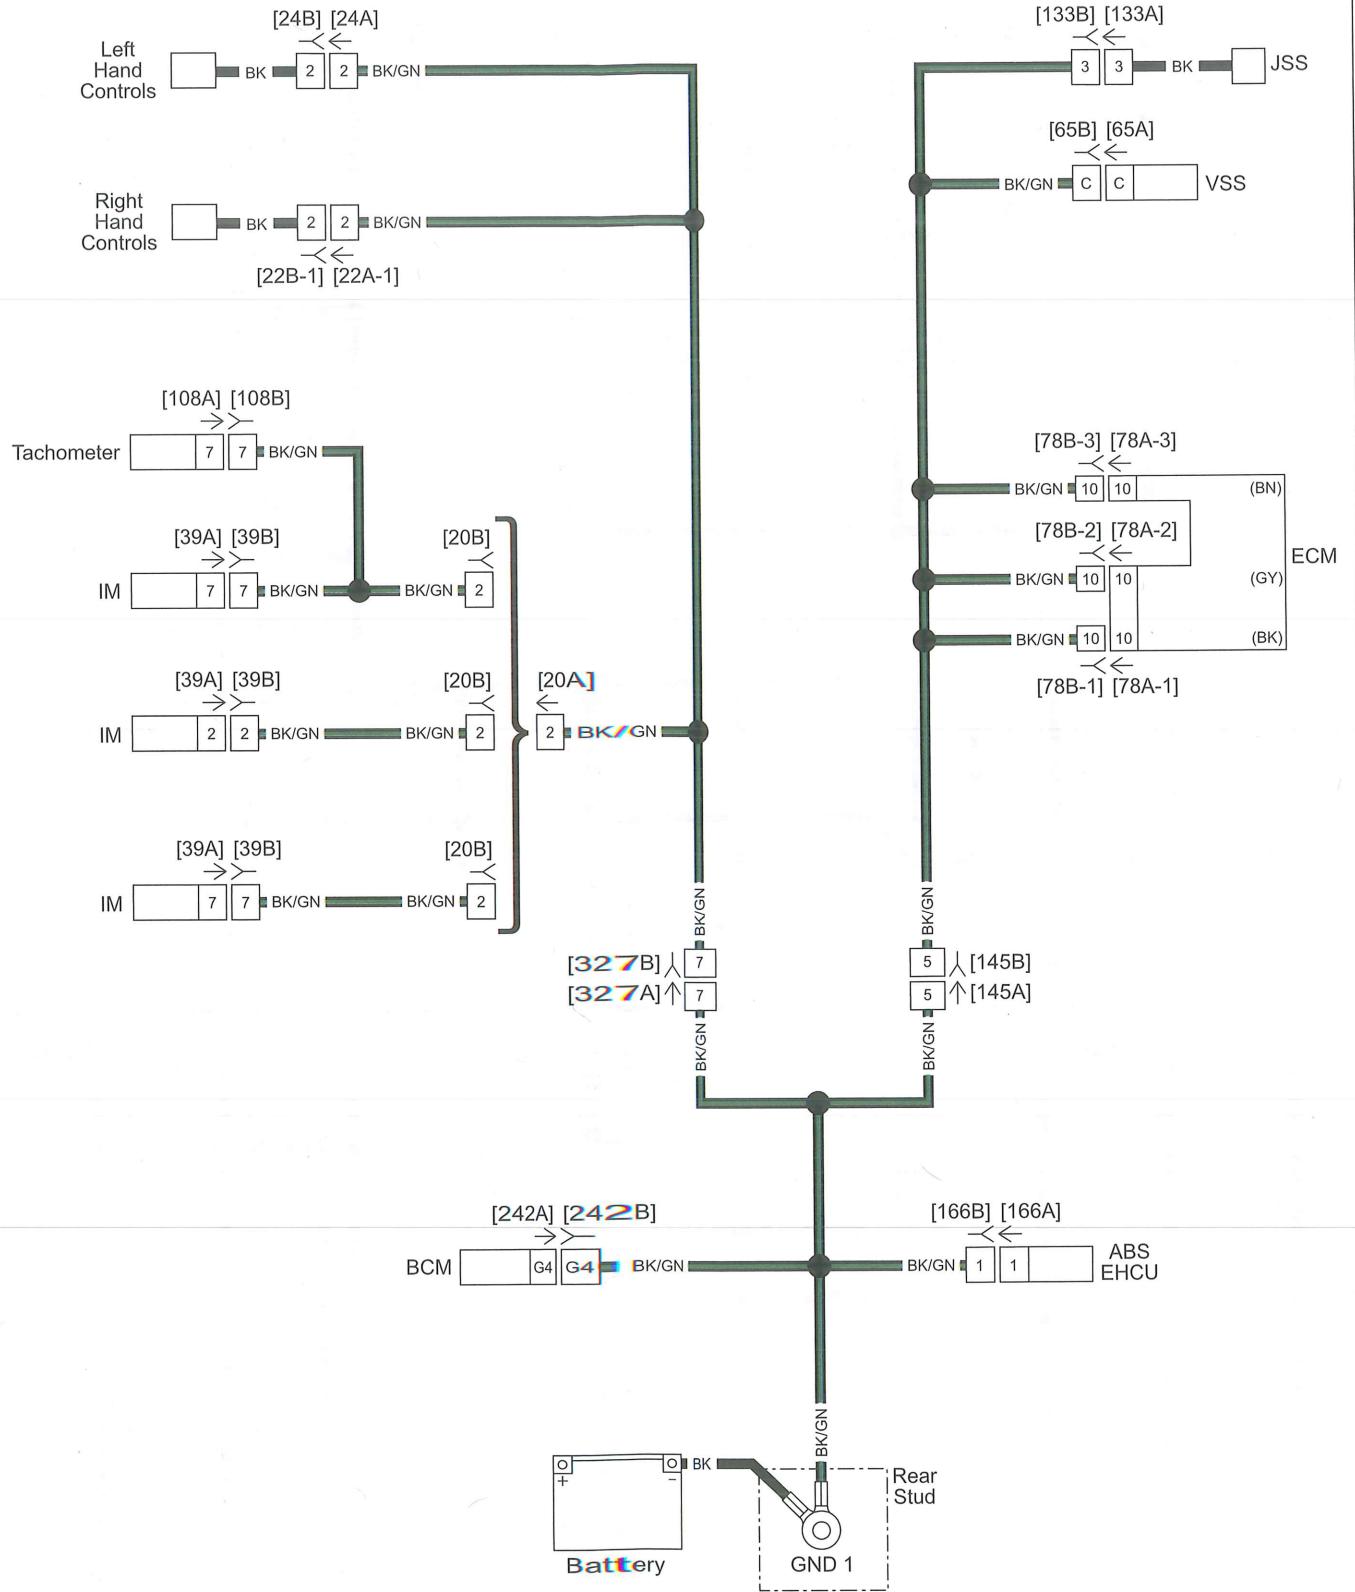 [24B] [24A]
Left
Hand
Controls
BK 2 2 BK/GN
Right
Hand
Controls
BK 2 2 BK/GN
[22B-1] [22A-1]
[133B] [133A]
3 3 BK JSS
[65B] [65A]
BK/GN C C VSS
[108A] [108B]
Tachometer 7 7 BK/GN
[39A] [39B] [20B]
IM 7 7 BK/GN BK/GN 2
[39A] [39B] [20B] [20A]
IM 2 2 BK/GN BK/GN 2 2 BK/GN
[39A] [39B] [20B]
IM 7 7 BK/GN BK/GN 2
[78B-3] [78A-3]
BK/GN 10 10 (BN)
[78B-2] [78A-2]
ECM
BK/GN 10 10 (GY)
BK/GN 10 10 (BK)
[78B-1] [78A-1]
BK/GN BK/GN
[327B] 7 5 [145B]
[327A] 7 5 [145A]
BK/GN BK/GN
[242A] [242B] [166B] [166A]
BCM G4 G4 BK/GN BK/GN 1 1 ABS
EHCU
BK/GN
BK
+ −
Rear
Stud
Battery GND 1